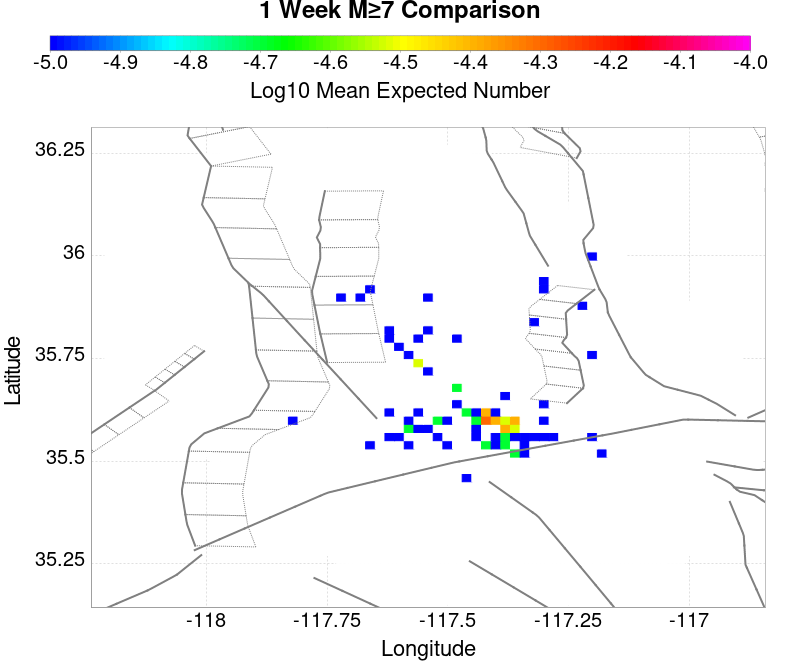 1 Week M≥7 Comparison
-5.0 -4.9 -4.8 -4.7 -4.6 -4.5 -4.4 -4.3 -4.2 -4.1 -4.0
Log10 Mean Expected Number
36.25
36
35.75
35.5
35.25
Latitude
-118 -117.75 -117.5 -117.25 -117
Longitude